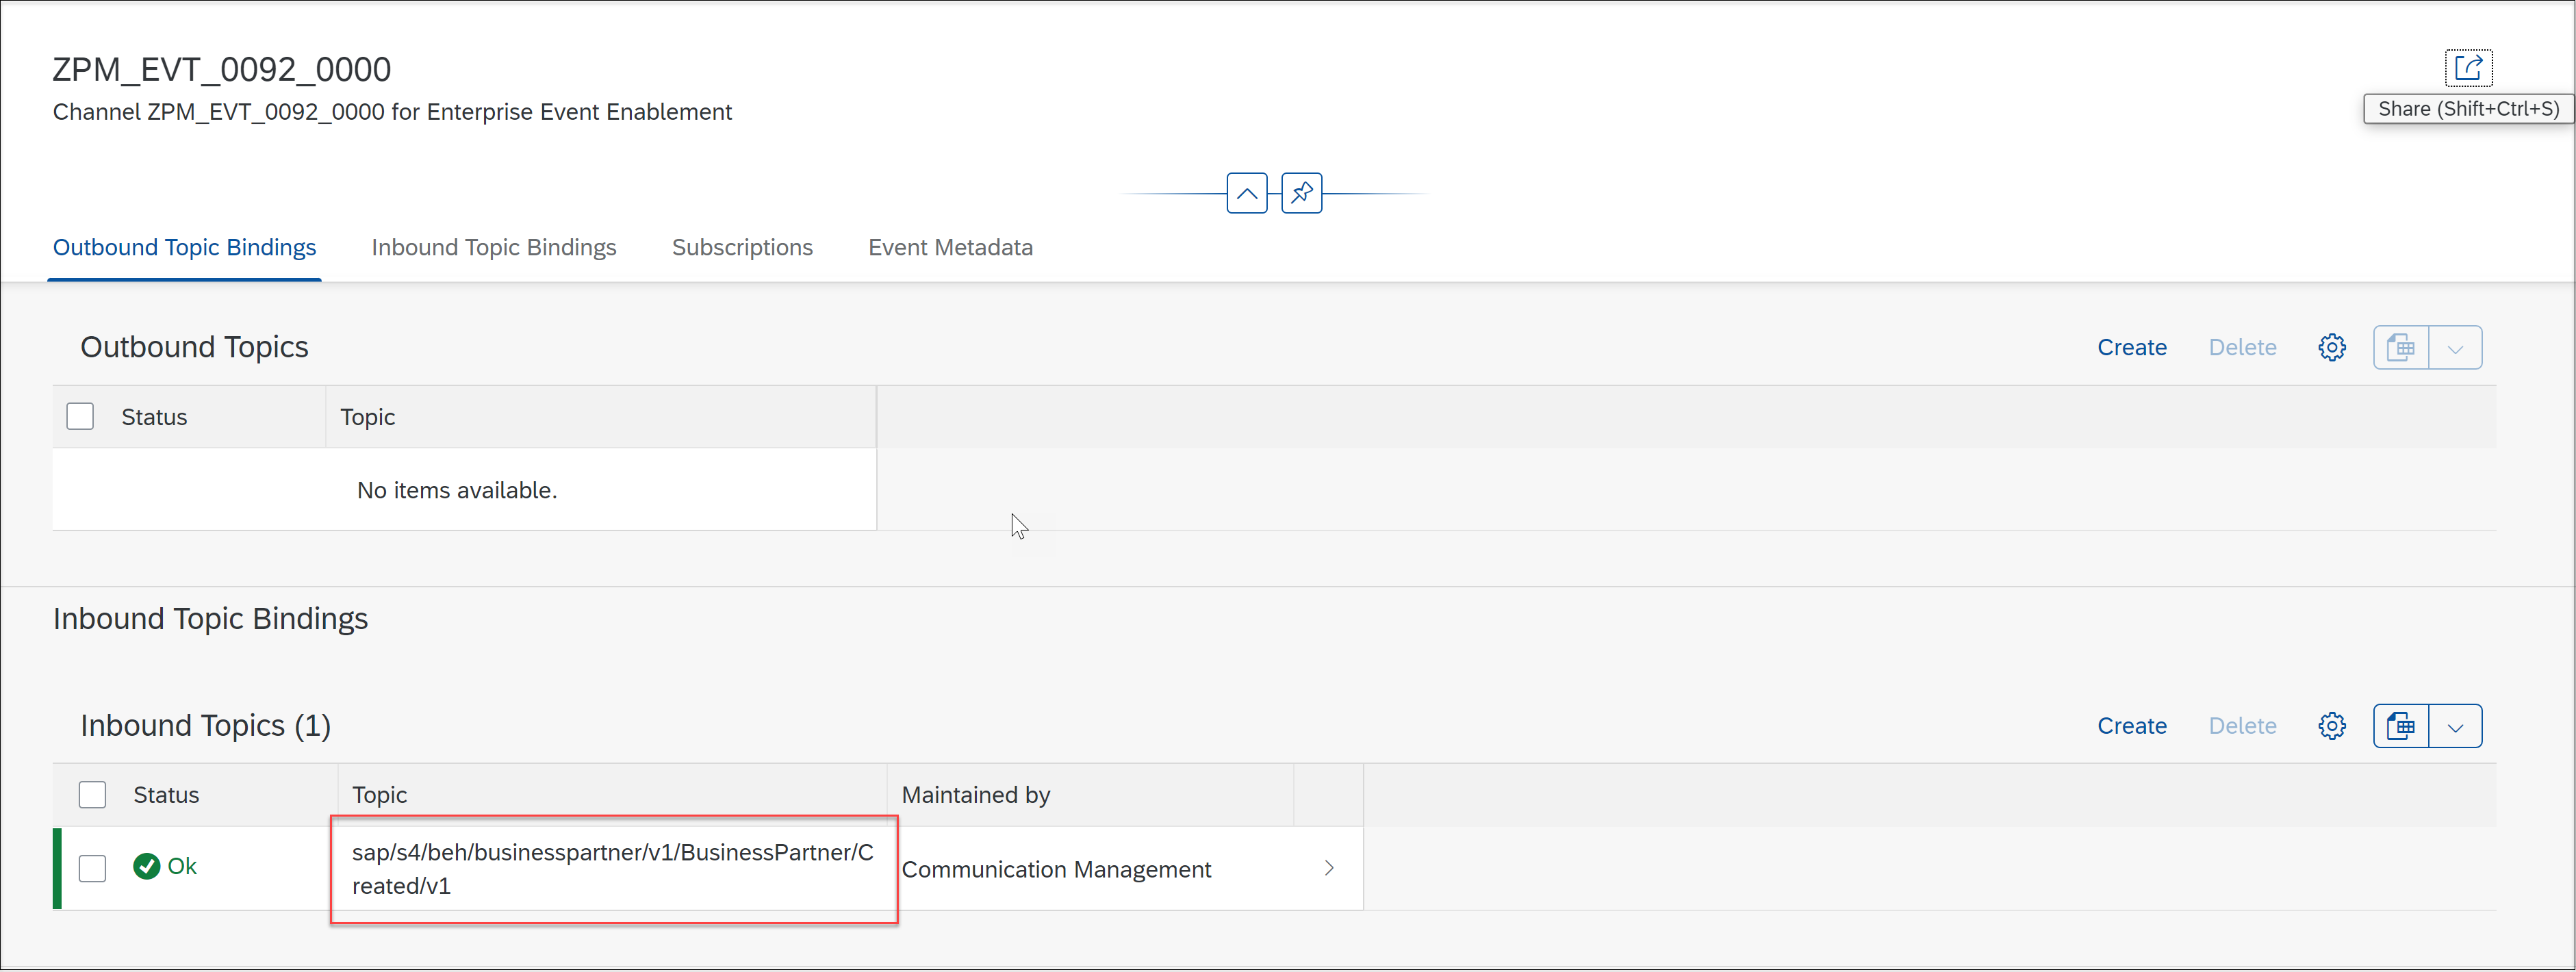 ZPM_EVT_0092_0000
Channel ZPM_EVT_0092_0000 for Enterprise Event Enablement
Share (Shift+Ctrl+S)
Outbound Topic Bindings Inbound Topic Bindings Subscriptions Event Metadata
Outbound Topics Create Delete
Status Topic
No items available.
Inbound Topic Bindings
Inbound Topics (1) Create Delete
Status Topic Maintained by
Ok sap/s4/beh/businesspartner/v1/BusinessPartner/C Communication Management
reated/v1